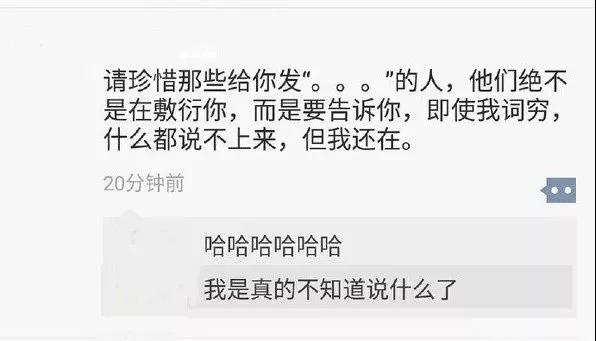 请珍惜那些给你发“。。。”的人，他们绝不
是在敷衍你，而是要告诉你，即使我词穷，
什么都说不上来，但我还在。
20分钟前
哈哈哈哈哈哈
我是真的不知道说什么了